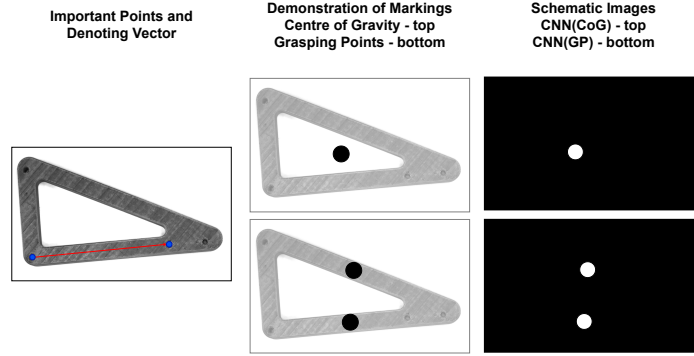 Important Points and
Denoting Vector
Demonstration of Markings
Centre of Gravity - top
Grasping Points - bottom
Schematic Images
CNN(CoG) - top
CNN(GP) - bottom